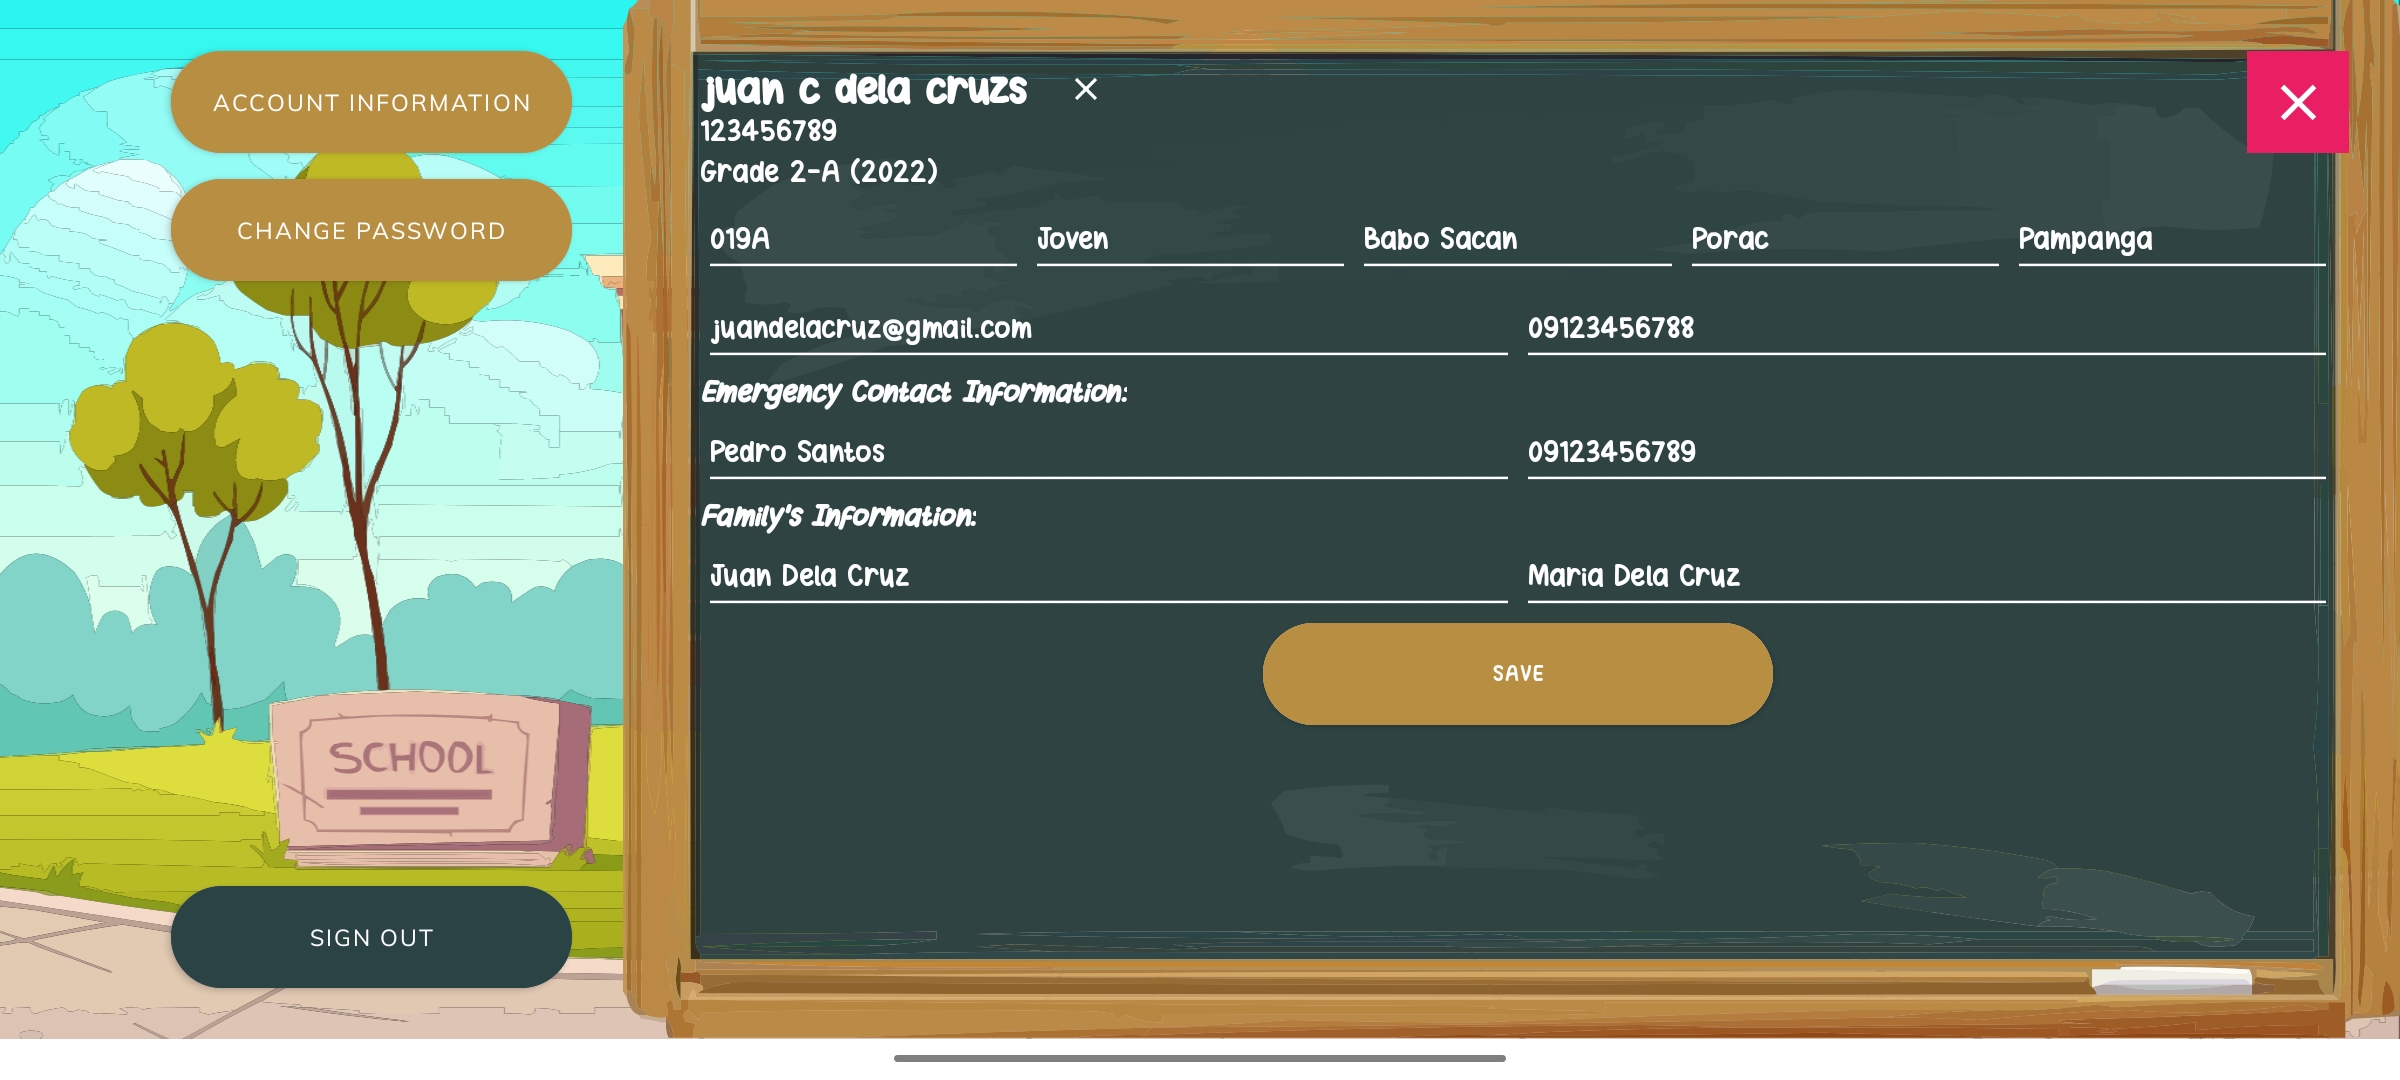 ACCOUNT INFORMATION
CHANGE PASSWORD
SCHOOL
SIGN OUT
juan c dela cruzs
123456789
Grade 2-A (2022)
019A Joven Babo Sacan Porac Pampanga
juandelacruz@gmail.com 09123456788
Emergency Contact Information:
Pedro Santos 09123456789
Family's Information:
Juan Dela Cruz Maria Dela Cruz
SAVE